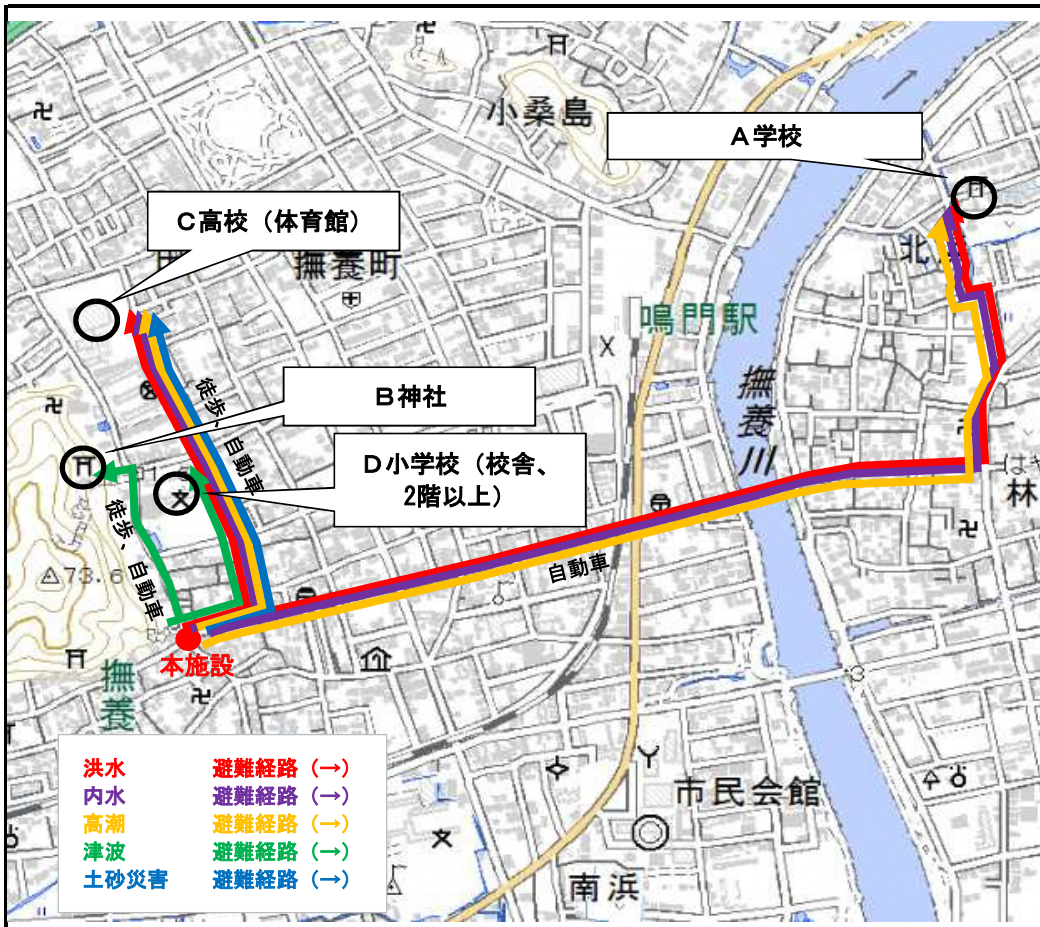 小桑島
A学校
C高校（体育館）
撫養町
北
鳴門駅
B神社
撫養川
徒歩、自動車
D小学校（校舎、
2階以上）
はや
林
徒歩、自動車
73.6
自動車
本施設
撫養
洪水 避難経路（→）
内水 避難経路（→）
高潮 避難経路（→）
津波 避難経路（→）
土砂災害 避難経路（→）
市民会館
南浜